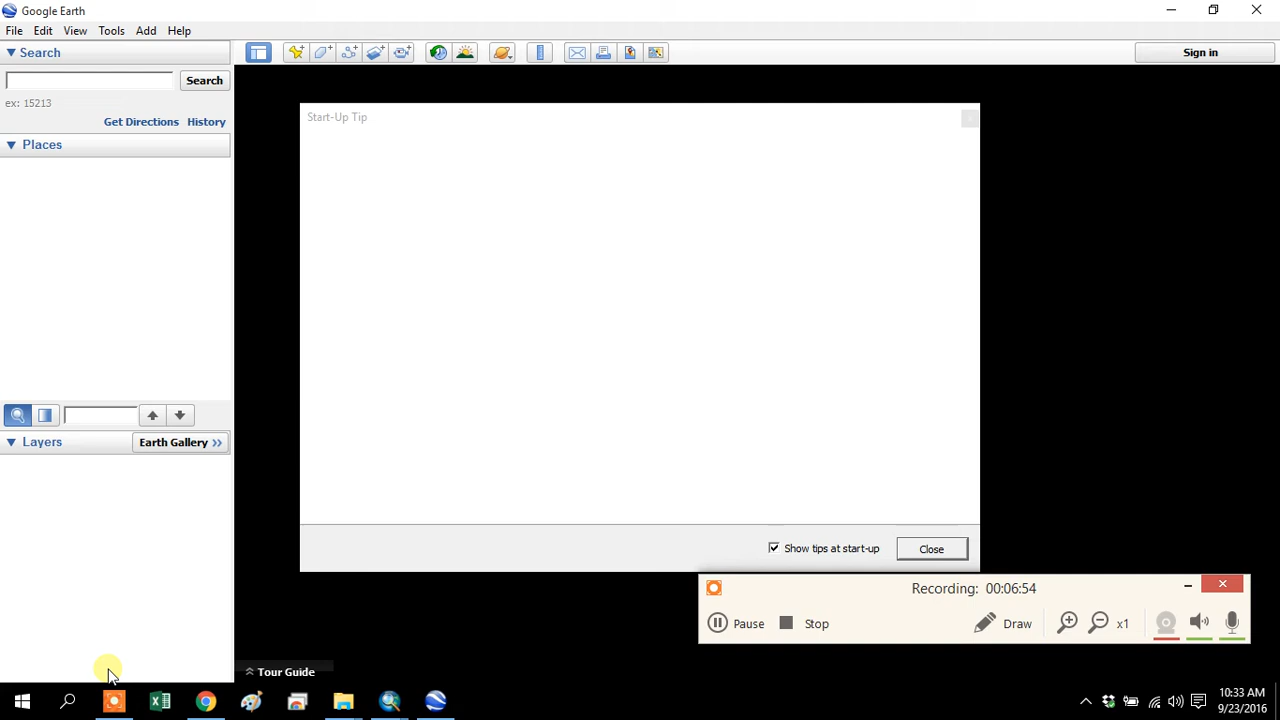 Google Earth
File Edit View Tools Add Help
Search
Sign in
Search
ex: 15213
Get Directions History
Places
Start-Up Tip
x
Layers
Earth Gallery >>
Show tips at start-up
Close
Recording: 00:06:54
Pause Stop Draw x1
Tour Guide
10:33 AM
9/23/2016